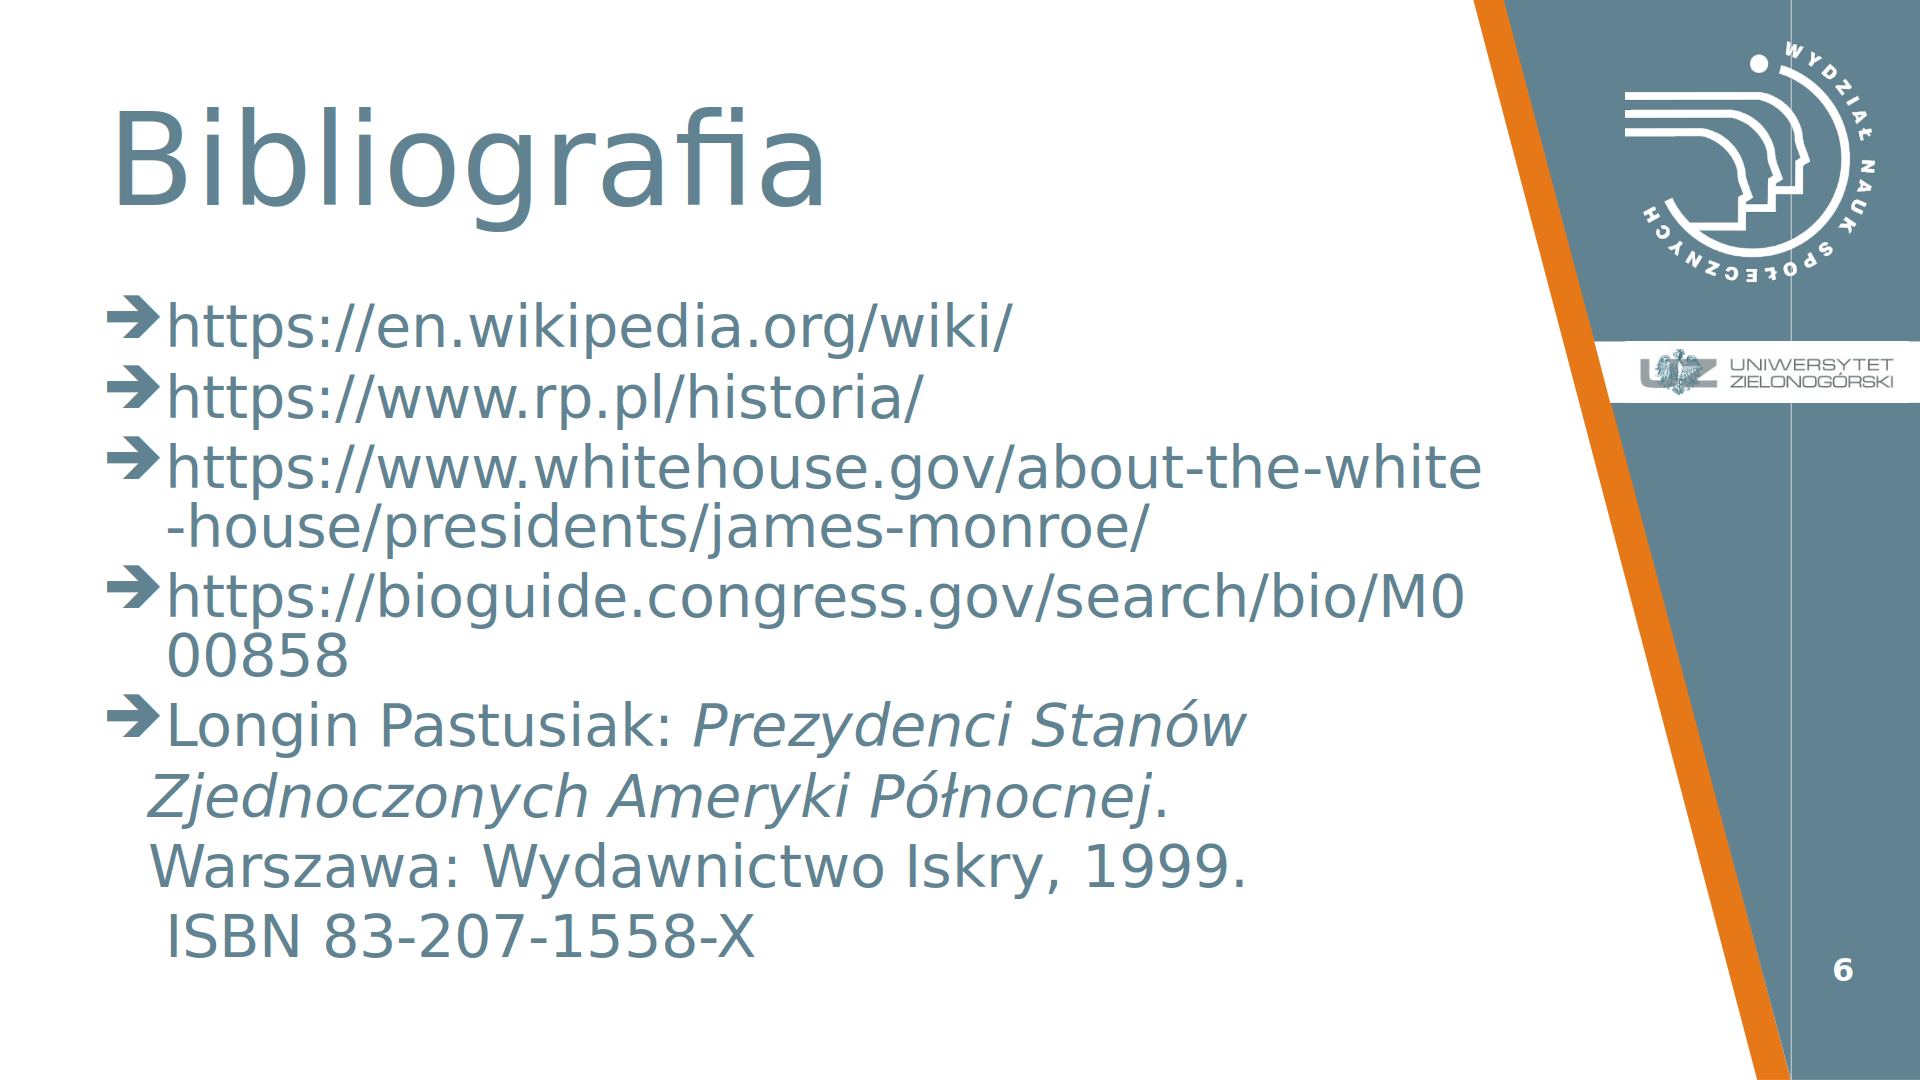 Bibliografia
https://en.wikipedia.org/wiki/
https://www.rp.pl/historia/
https://www.whitehouse.gov/about-the-white
-house/presidents/james-monroe/
https://bioguide.congress.gov/search/bio/M0
00858
Longin Pastusiak: Prezydenci Stanów
Zjednoczonych Ameryki Północnej.
Warszawa: Wydawnictwo Iskry, 1999.
ISBN 83-207-1558-X
WYDZIAŁ NAUK SPOŁECZNYCH
UZ
UNIWERSYTET
ZIELONOGÓRSKI
6